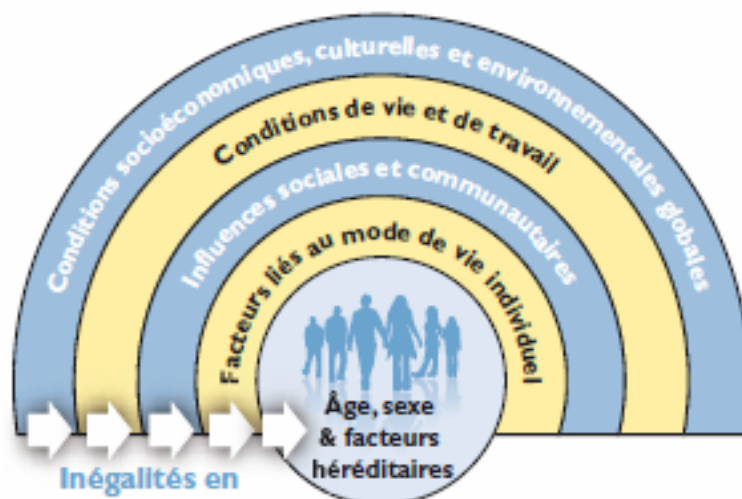 Conditions socioéconomiques, culturelles et environnementales globales
Conditions de vie et de travail
Influences sociales et communautaires
Facteurs liés au mode de vie individuel
Âge, sexe
& facteurs
héréditaires
Inégalités en